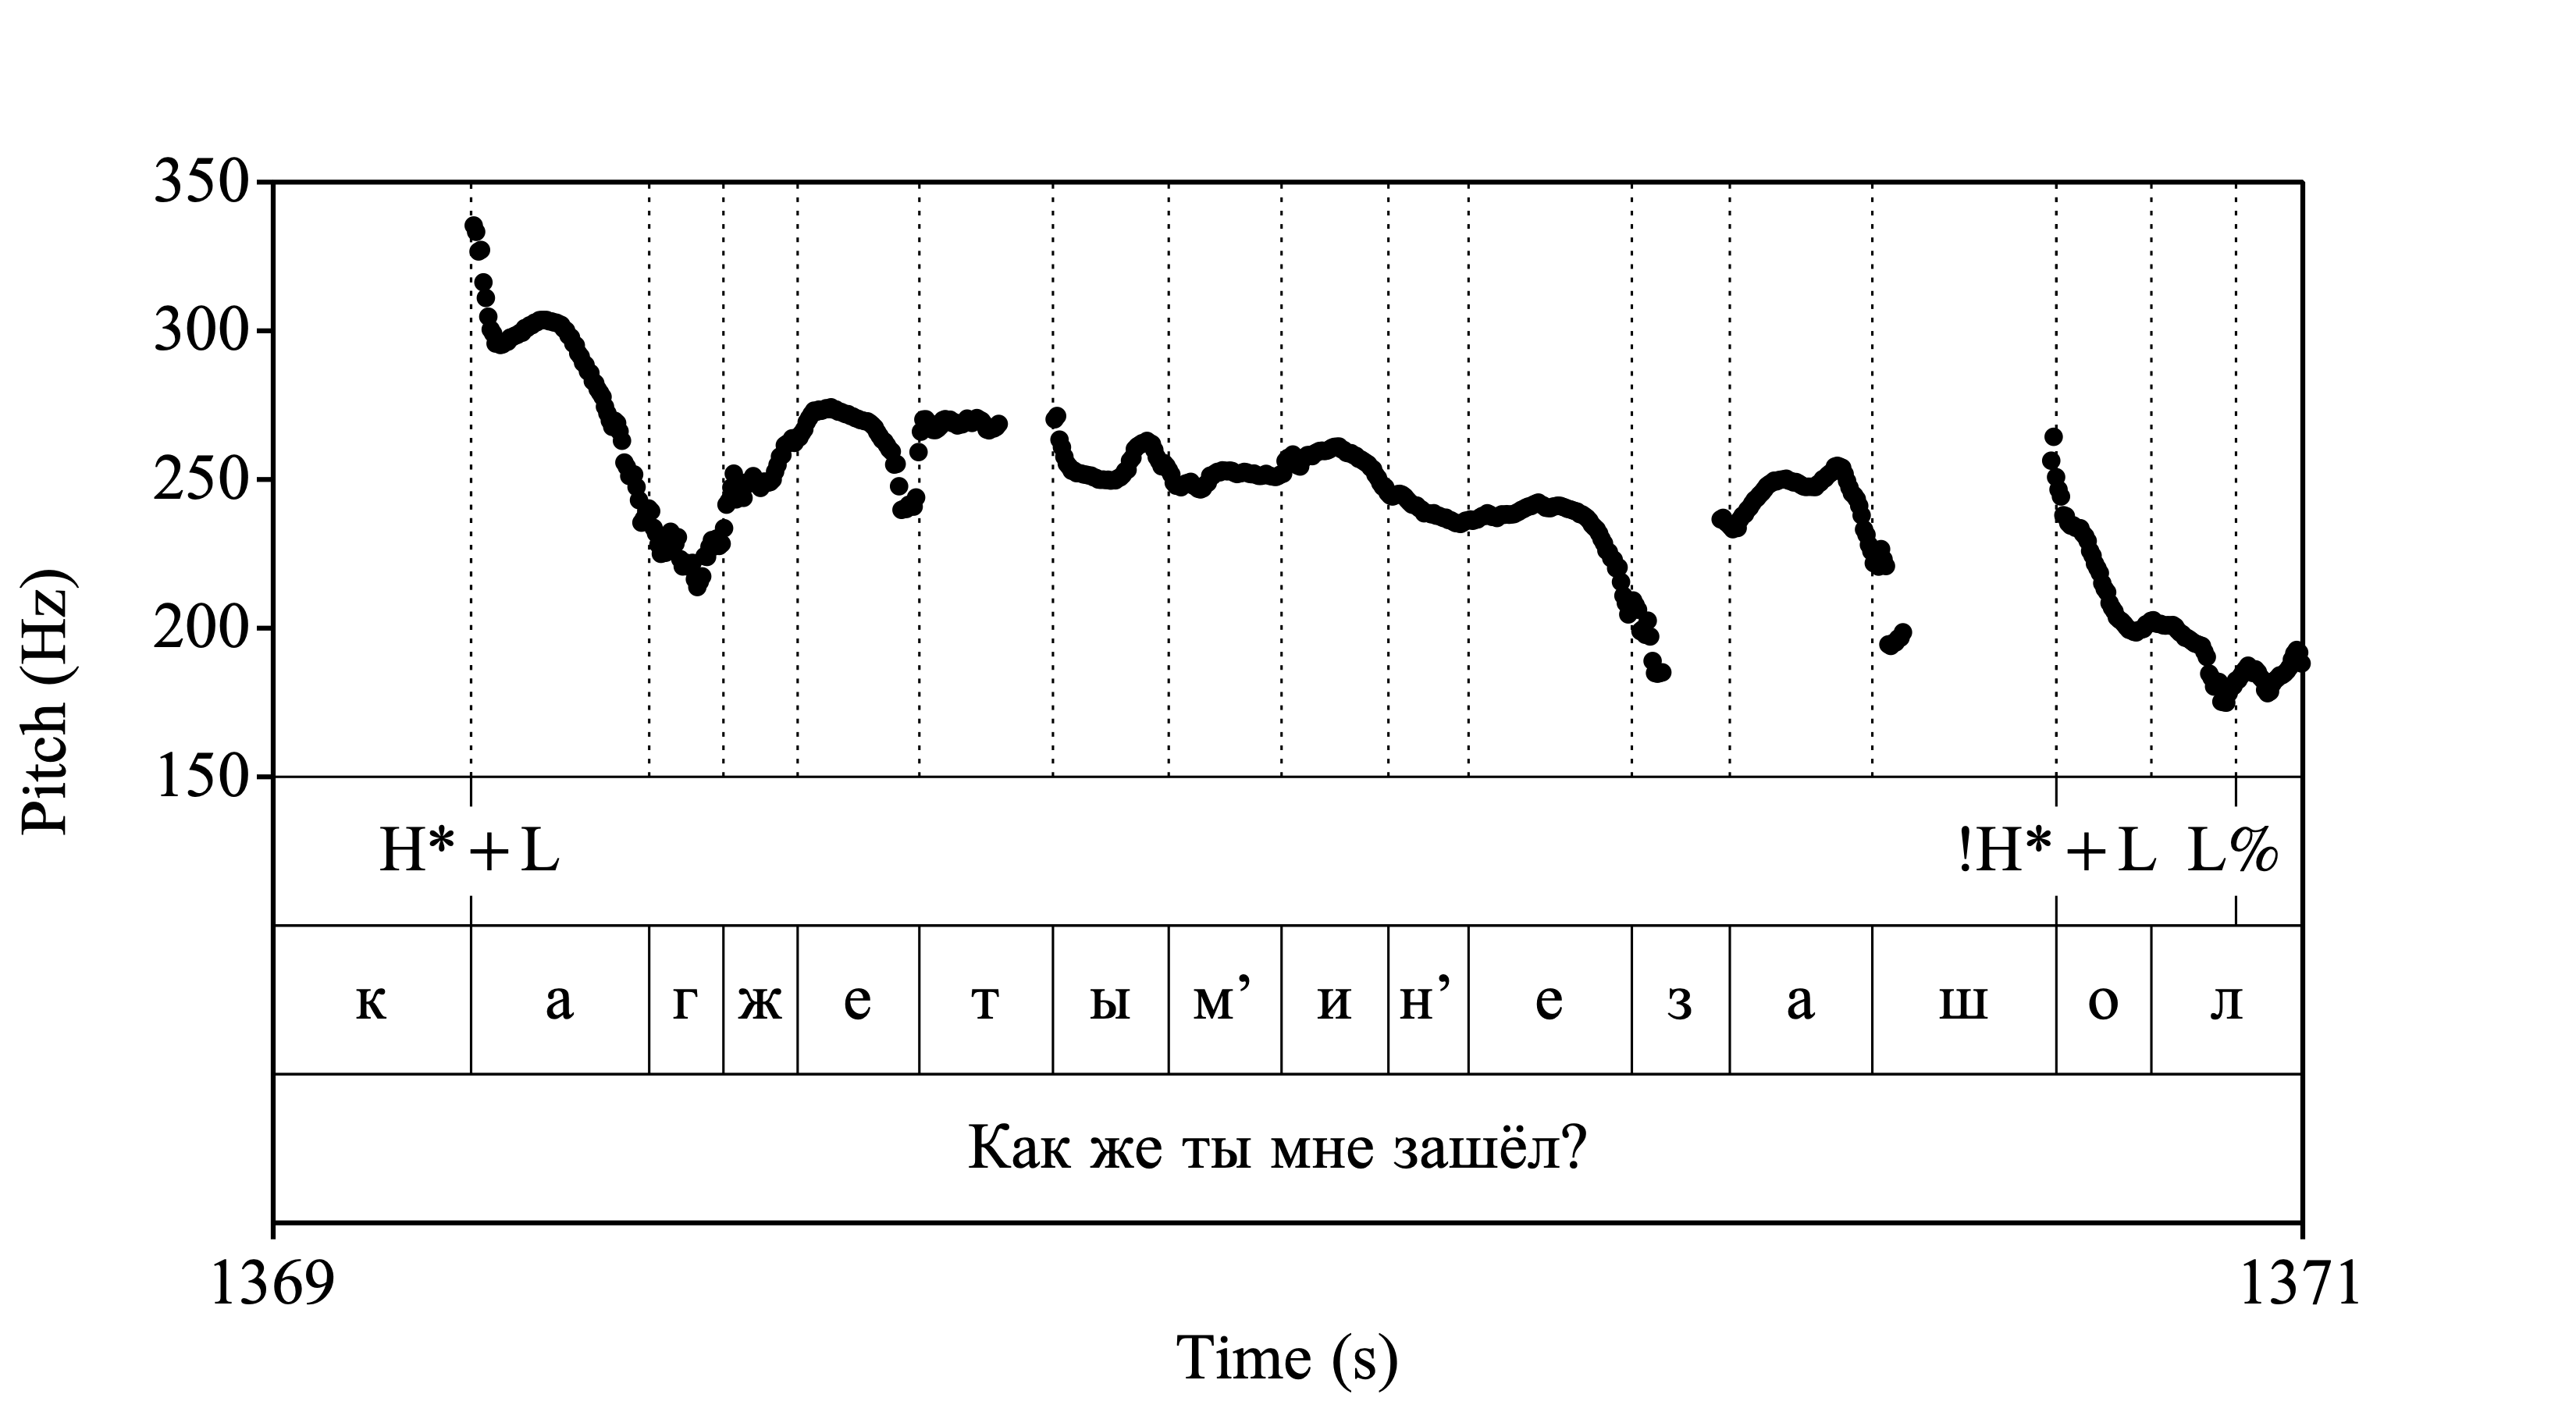 350
300
250
200
150
Pitch (Hz)
H* + L !H* + L L%
к а г ж е т ы м’ и н’ е з а ш о л
Как же ты мне зашёл?
1369 1371
Time (s)